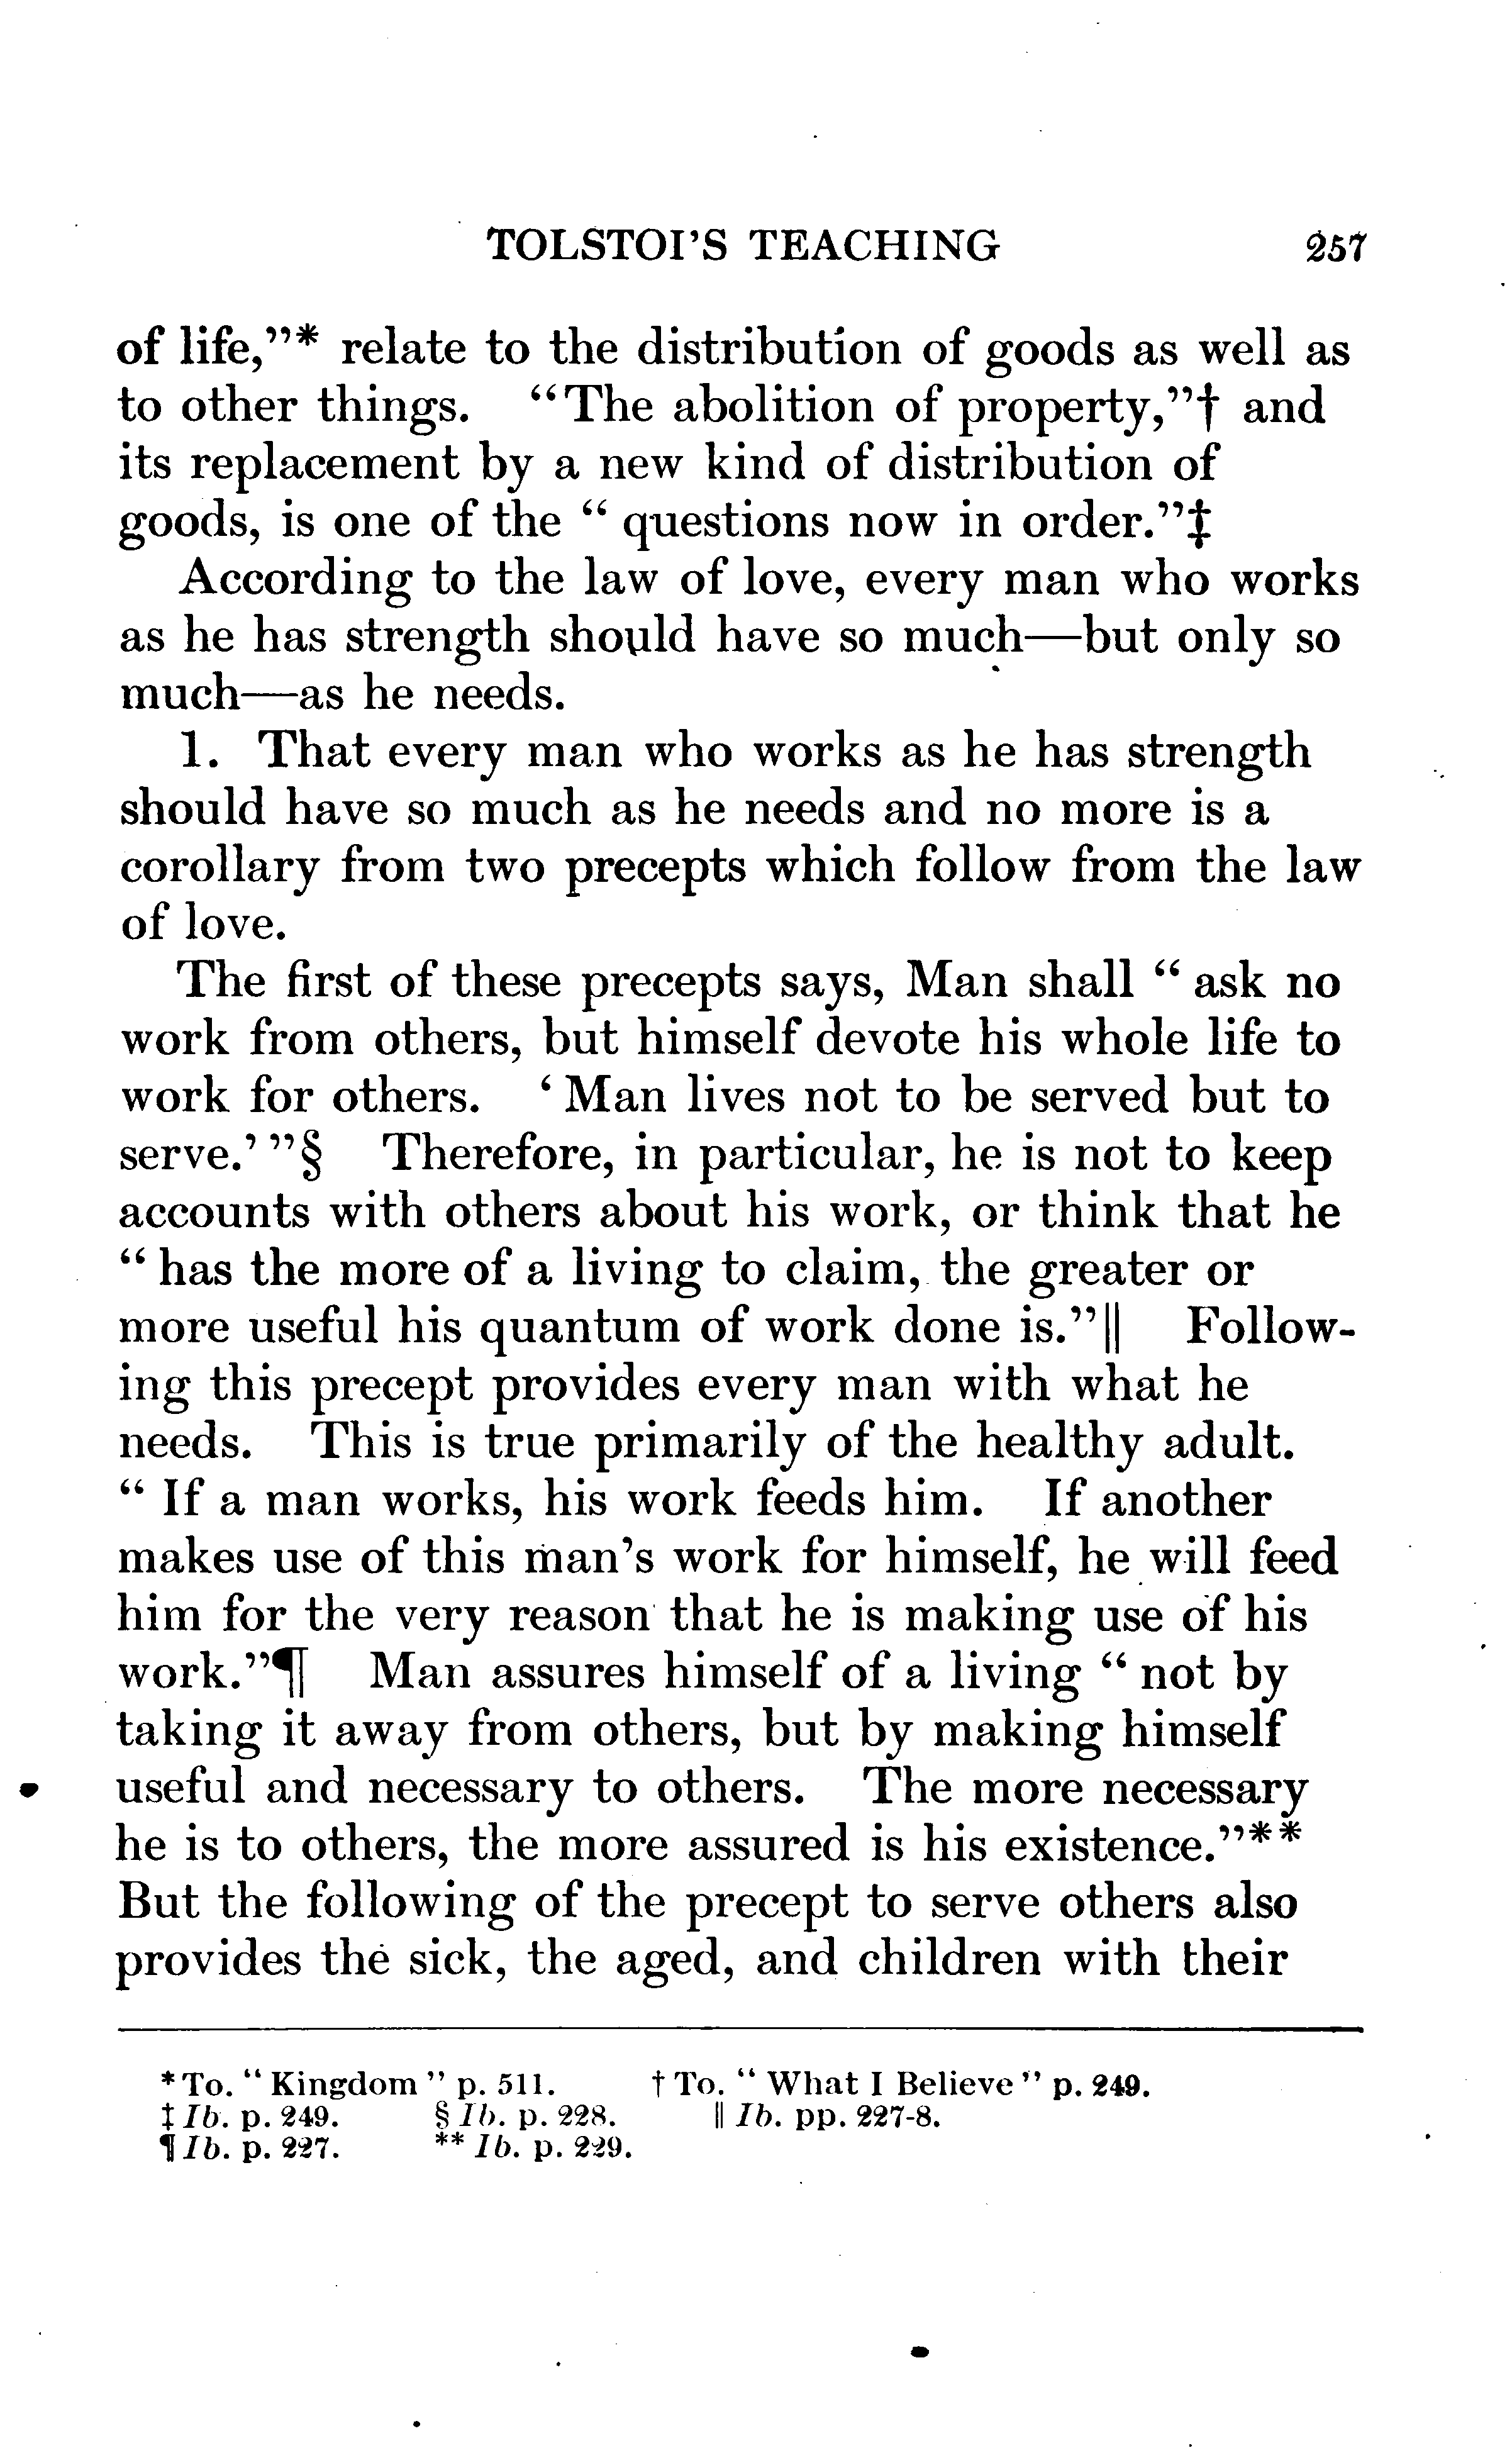 TOLSTOI'S TEACHING 257
of life,"* relate to the distribution of goods as well as
to other things. "The abolition of property,"† and
its replacement by a new kind of distribution of
goods, is one of the " questions now in order."‡
According to the law of love, every man who works
as he has strength should have so much—but only so
much—as he needs.
1. That every man who works as he has strength
should have so much as he needs and no more is a
corollary from two precepts which follow from the law
of love.
The first of these precepts says, Man shall " ask no
work from others, but himself devote his whole life to
work for others. ' Man lives not to be served but to
serve.' "§ Therefore, in particular, he is not to keep
accounts with others about his work, or think that he
" has the more of a living to claim, the greater or
more useful his quantum of work done is."‖ Follow-
ing this precept provides every man with what he
needs. This is true primarily of the healthy adult.
" If a man works, his work feeds him. If another
makes use of this man's work for himself, he will feed
him for the very reason that he is making use of his
work."¶ Man assures himself of a living " not by
taking it away from others, but by making himself
useful and necessary to others. The more necessary
he is to others, the more assured is his existence."**
But the following of the precept to serve others also
provides the sick, the aged, and children with their
* To. " Kingdom " p. 511. † To. " What I Believe " p. 249.
‡ Ib. p. 249. § Ib. p. 228. ‖ Ib. pp. 227-8.
¶ Ib. p. 227. ** Ib. p. 229.